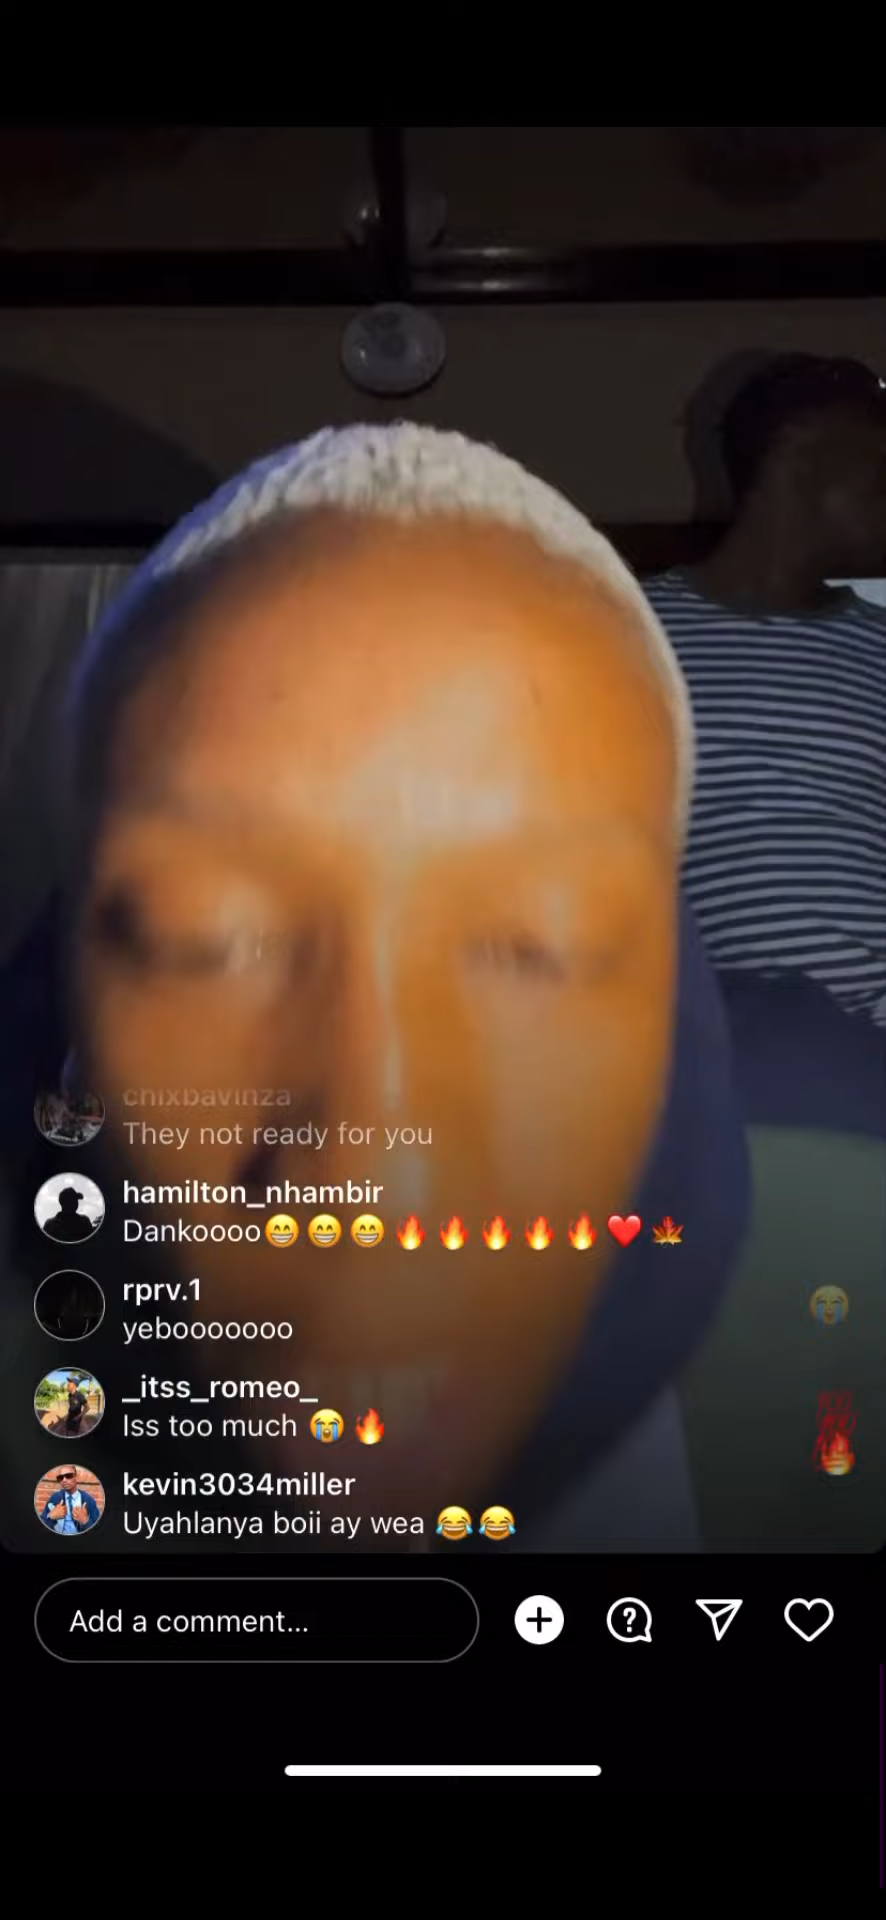 chixbavinza
They not ready for you
hamilton_nhambir
Dankoooo😁😁😁🔥🔥🔥🔥🔥❤️🍁
rprv.1
yebooooooo
_itss_romeo_
Iss too much 😭🔥
kevin3034miller
Uyahlanya boii ay wea 😂😂
Add a comment...